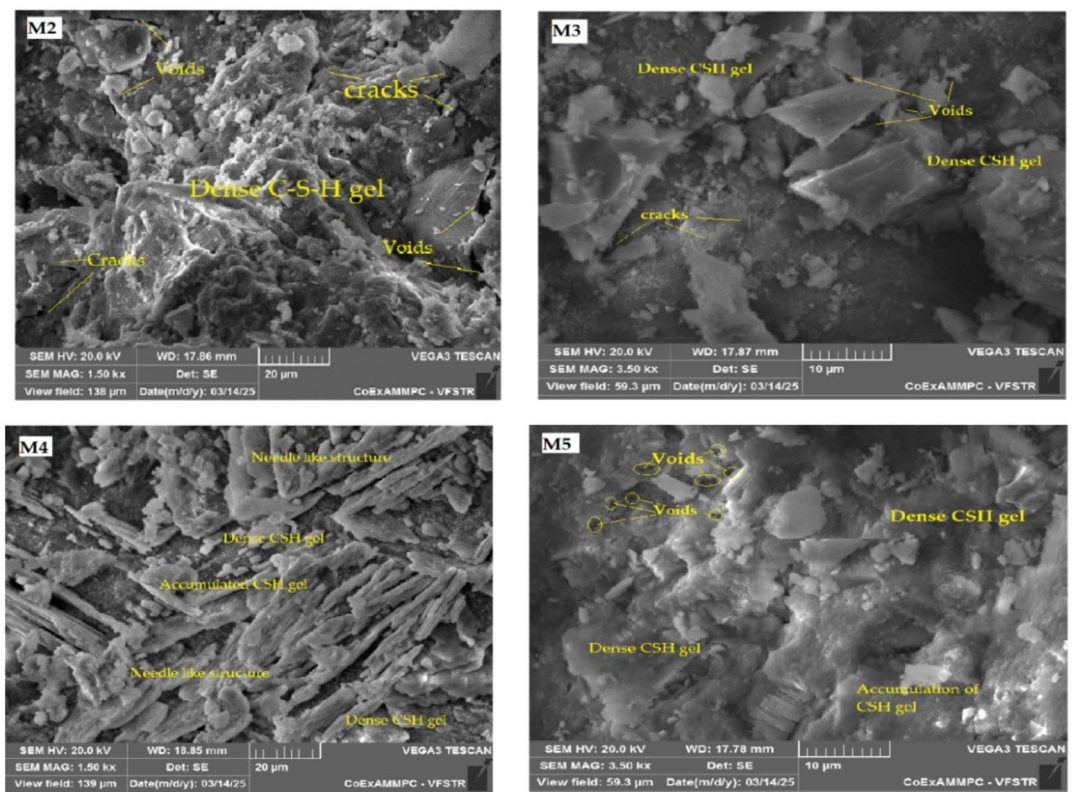 M2
Voids
cracks
Dense C-S-H gel
Voids
Cracks
SEM HV: 20.0 kV WD: 17.86 mm VEGA3 TESCAN
SEM MAG: 1.50 kx Det: SE 20 µm
View field: 138 µm Date(m/d/y): 03/14/25 CoExAMMPC - VFSTR
M3
Dense CSH gel
Voids
Dense CSH gel
cracks
SEM HV: 20.0 kV WD: 17.87 mm VEGA3 TESCAN
SEM MAG: 3.50 kx Det: SE 10 µm
View field: 59.3 µm Date(m/d/y): 03/14/25 CoExAMMPC - VFSTR
M4
Needle like structure
Dense CSH gel
Accumulated CSH gel
Needle like structure
Dense CSH gel
SEM HV: 20.0 kV WD: 18.85 mm VEGA3 TESCAN
SEM MAG: 1.50 kx Det: SE 20 µm
View field: 139 µm Date(m/d/y): 03/14/25 CoExAMMPC - VFSTR
M5
Voids
Voids
Dense CSH gel
Dense CSH gel
Accumulation of
CSH gel
SEM HV: 20.0 kV WD: 17.78 mm VEGA3 TESCAN
SEM MAG: 3.50 kx Det: SE 10 µm
View field: 59.3 µm Date(m/d/y): 03/14/25 CoExAMMPC - VFSTR